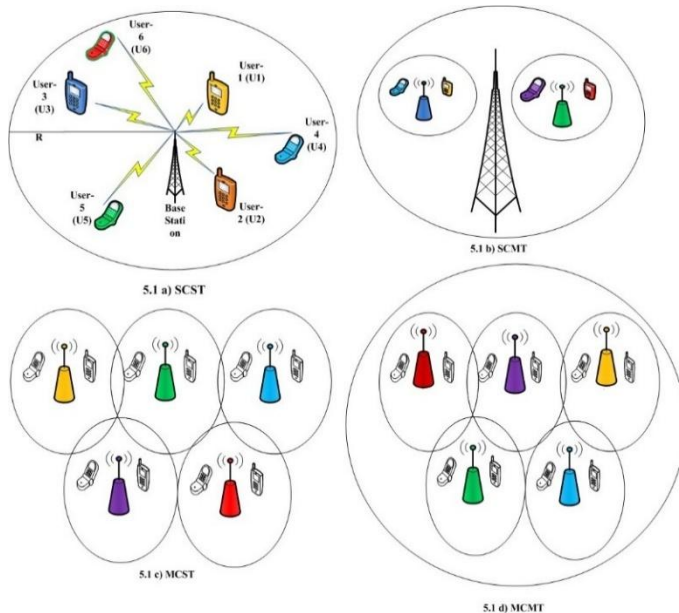 User-
6
(U6)
User-
1 (U1)
User-
3
(U3)
User-
4
(U4)
R
User-
5
(U5)
Base
Stati
on
User-
2 (U2)
5.1 a) SCST
5.1 b) SCMT
5.1 c) MCST
5.1 d) MCMT